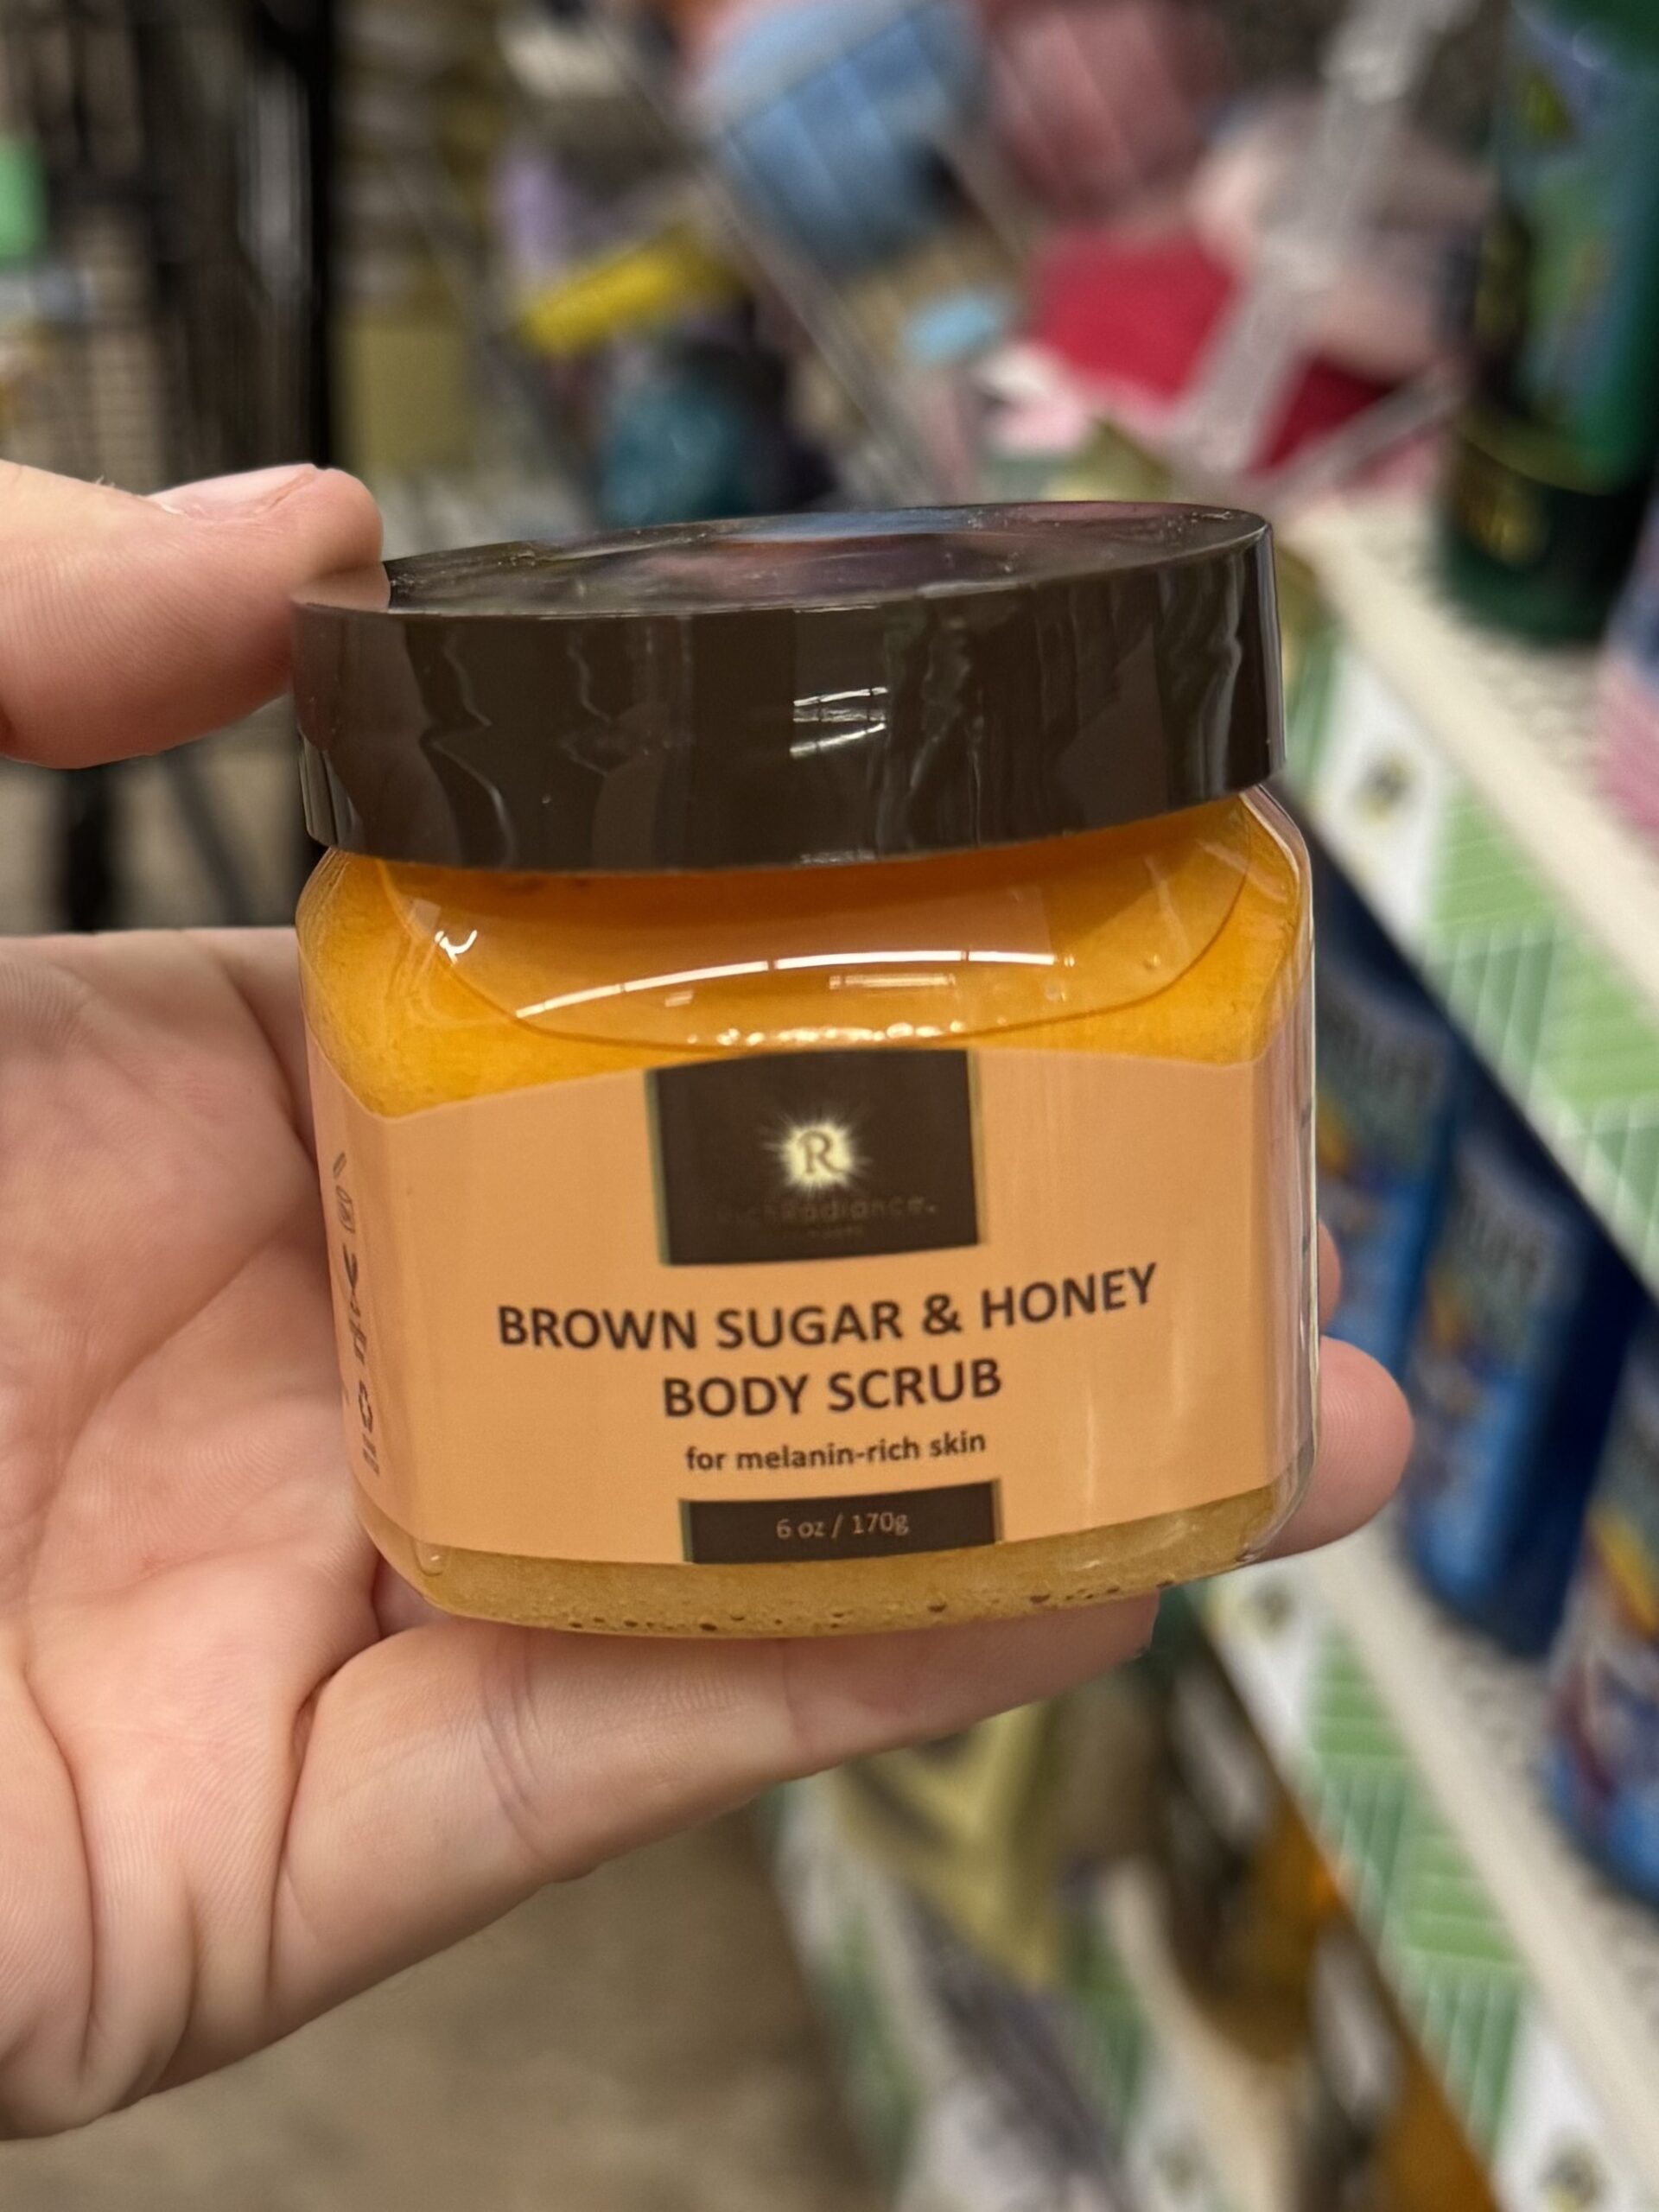 R
BROWN SUGAR & HONEY
BODY SCRUB
for melanin-rich skin
6 oz / 170g